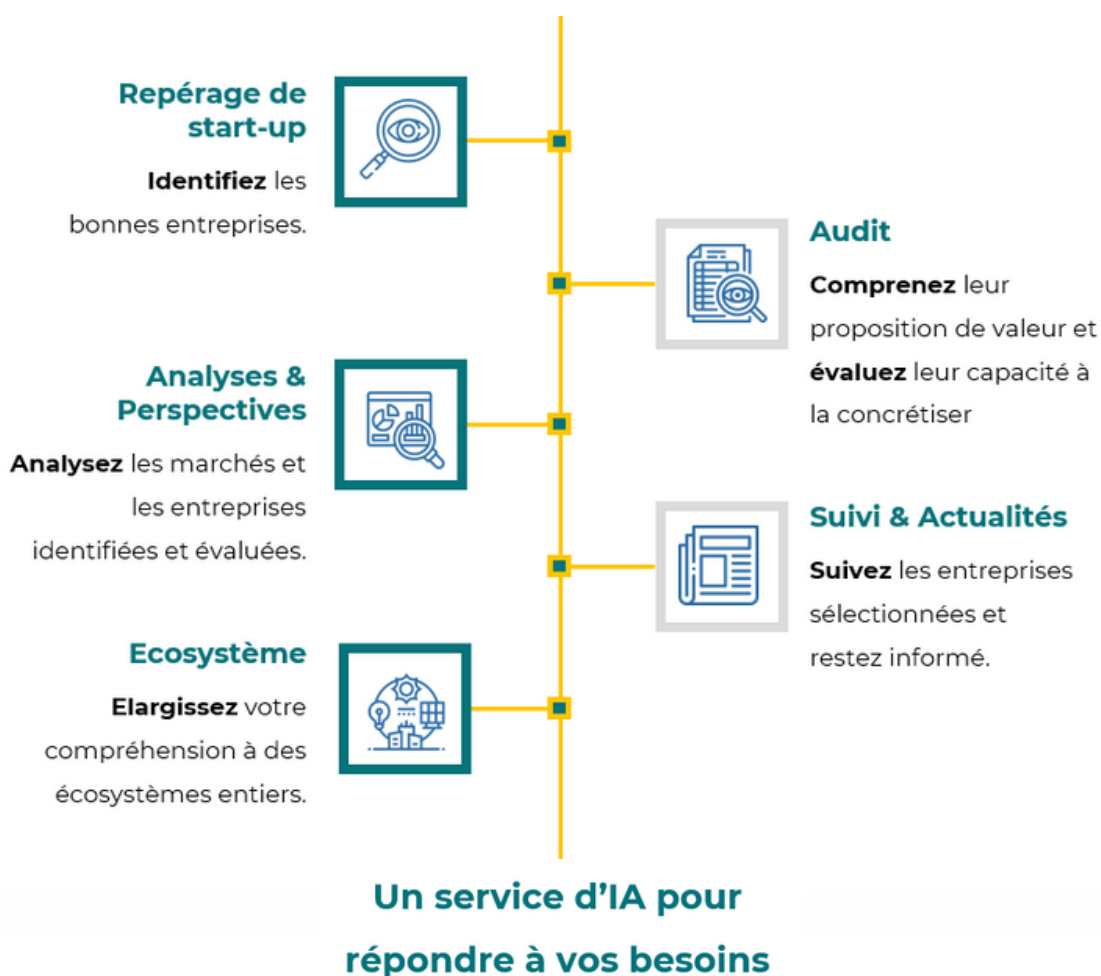 Repérage de
start-up
Identifiez les
bonnes entreprises.
Audit
Comprenez leur
proposition de valeur et
évaluez leur capacité à
la concrétiser
Analyses &
Perspectives
Analysez les marchés et
les entreprises
identifiées et évaluées.
Suivi & Actualités
Suivez les entreprises
sélectionnées et
restez informé.
Ecosystème
Elargissez votre
compréhension à des
écosystèmes entiers.
Un service d’IA pour
répondre à vos besoins